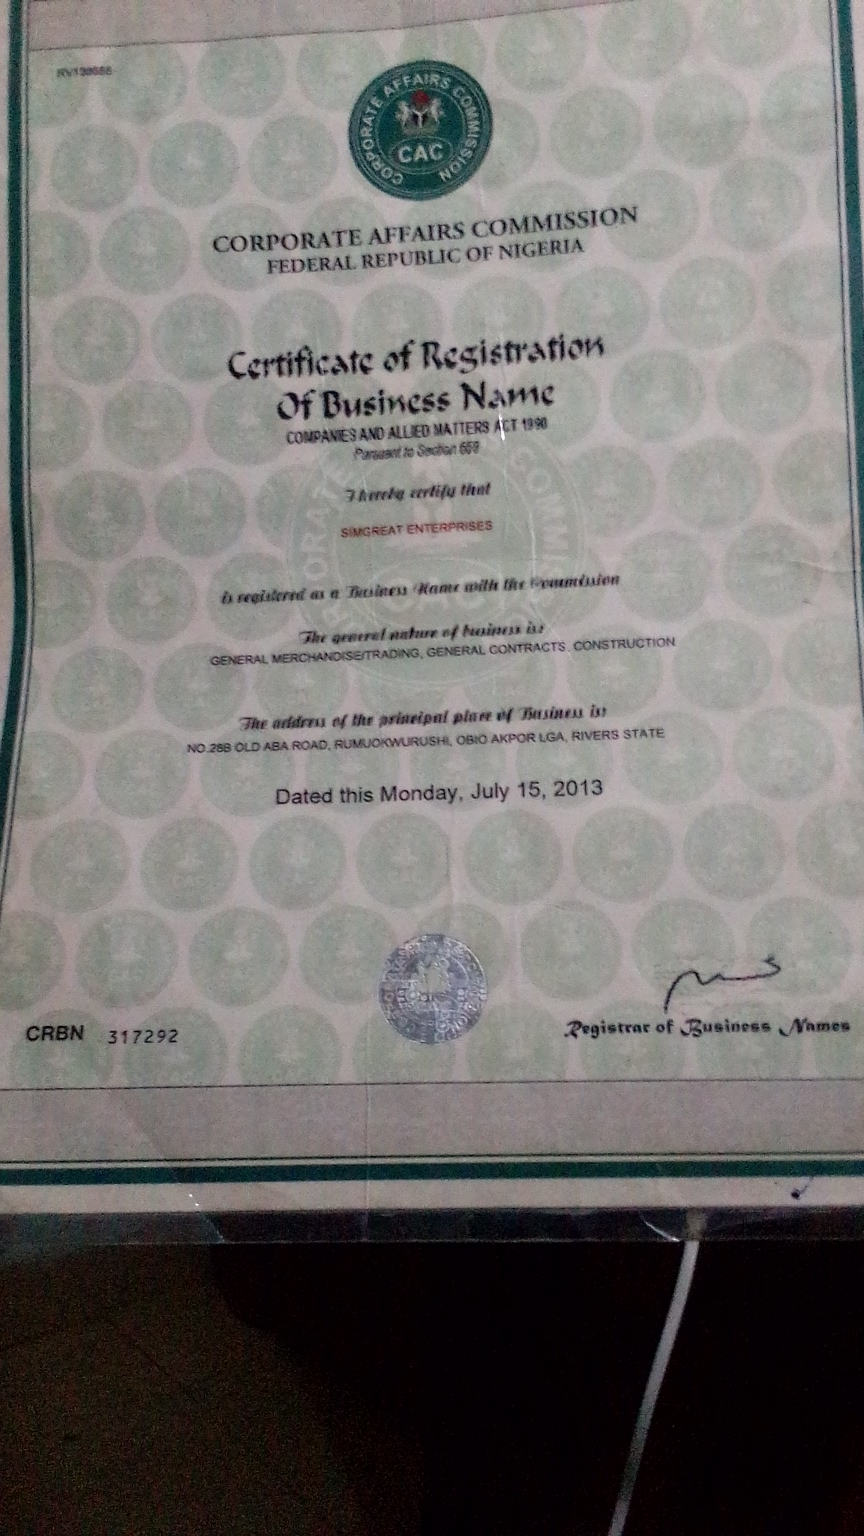 CORPORATE AFFAIRS COMMISSION
CAC
CORPORATE AFFAIRS COMMISSION
FEDERAL REPUBLIC OF NIGERIA
Certificate of Registration
Of Business Name
COMPANIES AND ALLIED MATTERS ACT 1990
Pursuant to Section 659
I hereby certify that
SIMGREAT ENTERPRISES
is registered as a Business Name with the Commission
The general nature of business is:
GENERAL MERCHANDISE/TRADING, GENERAL CONTRACTS. CONSTRUCTION
The address of the principal place of Business is:
NO.28B OLD ABA ROAD, RUMUOKWURUSHI, OBIO AKPOR LGA, RIVERS STATE
Dated this Monday, July 15, 2013
CRBN 317292
Registrar of Business Names